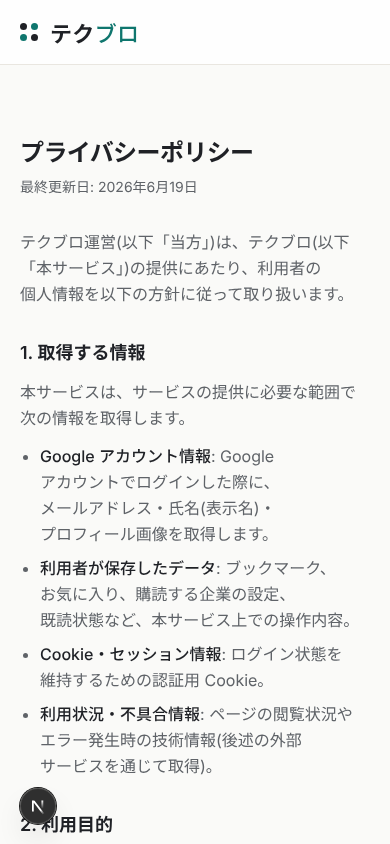 テクブロ
プライバシーポリシー
最終更新日: 2026年6月19日
テクブロ運営(以下「当方」)は、テクブロ(以下
「本サービス」)の提供にあたり、利用者の
個人情報を以下の方針に従って取り扱います。
1. 取得する情報
本サービスは、サービスの提供に必要な範囲で
次の情報を取得します。
• Google アカウント情報: Google
アカウントでログインした際に、
メールアドレス・氏名(表示名)・
プロフィール画像を取得します。
• 利用者が保存したデータ: ブックマーク、
お気に入り、購読する企業の設定、
既読状態など、本サービス上での操作内容。
• Cookie・セッション情報: ログイン状態を
維持するための認証用 Cookie。
• 利用状況・不具合情報: ページの閲覧状況や
エラー発生時の技術情報(後述の外部
サービスを通じて取得)。
N
2. 利用目的